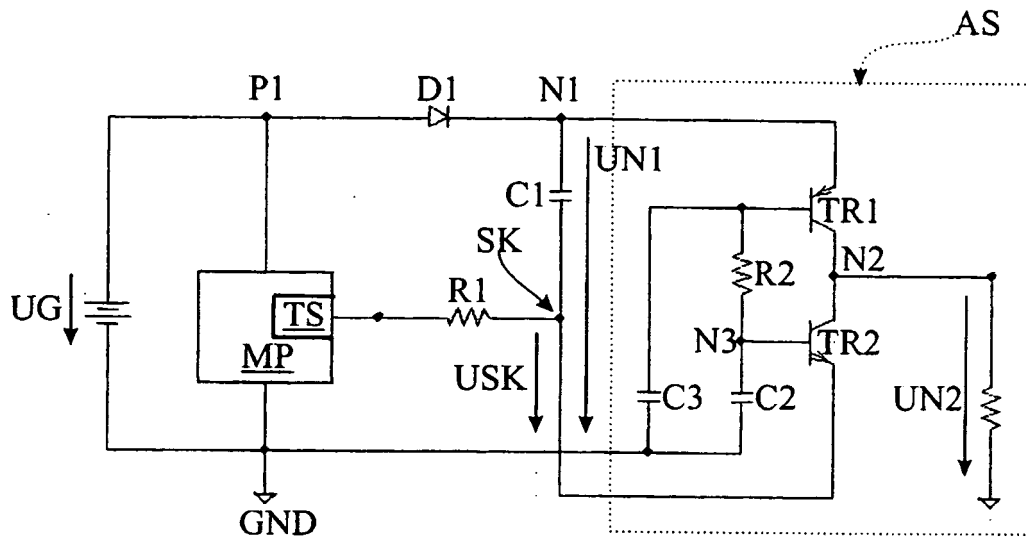 AS
P1
D1
N1
UN1
C1
TR1
SK
R2
N2
R1
UG
TS
MP
N3
TR2
USK
C3
C2
UN2
GND